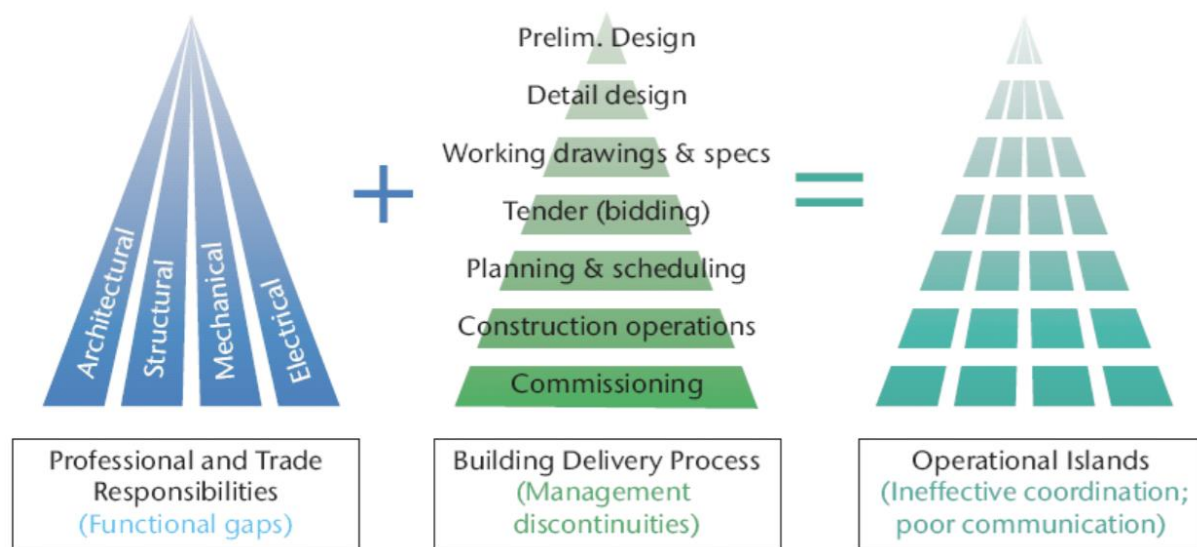 Architectural
Structural
Mechanical
Electrical
+
Prelim. Design
Detail design
Working drawings & specs
Tender (bidding)
Planning & scheduling
Construction operations
Commissioning
=
Professional and Trade
Responsibilities
(Functional gaps)
Building Delivery Process
(Management
discontinuities)
Operational Islands
(Ineffective coordination;
poor communication)